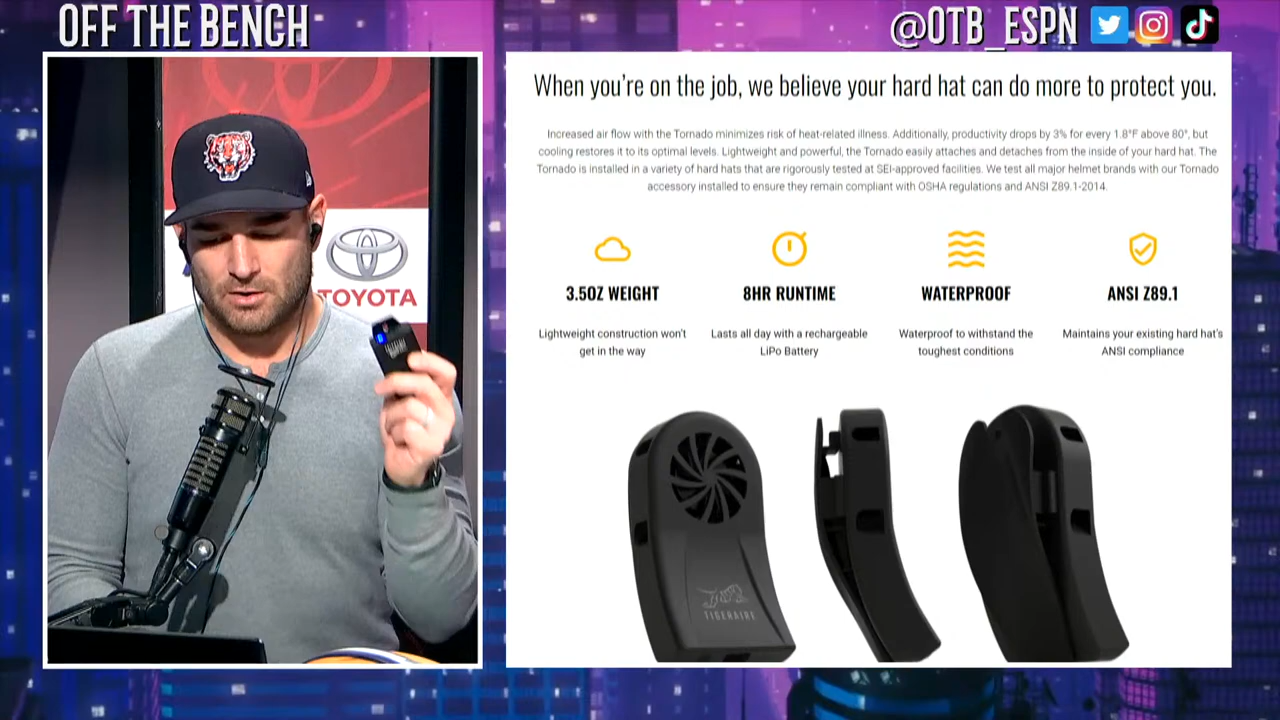 OFF THE BENCH
@OTB_ESPN
TOYOTA
When you're on the job, we believe your hard hat can do more to protect you.
Increased air flow with the Tornado minimizes risk of heat-related illness. Additionally, productivity drops by 3% for every 1.8°F above 80°, but
cooling restores it to its optimal levels. Lightweight and powerful, the Tornado easily attaches and detaches from the inside of your hard hat. The
Tornado is installed in a variety of hard hats that are rigorously tested at SEI-approved facilities. We test all major helmet brands with our Tornado
accessory installed to ensure they remain compliant with OSHA regulations and ANSI Z89.1-2014.
3.5OZ WEIGHT
8HR RUNTIME
WATERPROOF
ANSI Z89.1
Lightweight construction won't
get in the way
Lasts all day with a rechargeable
LiPo Battery
Waterproof to withstand the
toughest conditions
Maintains your existing hard hat's
ANSI compliance
TIGERAIRE